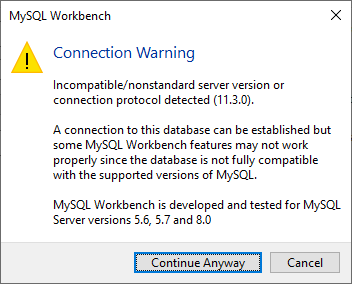 MySQL Workbench
Connection Warning
Incompatible/nonstandard server version or
connection protocol detected (11.3.0).
A connection to this database can be established but
some MySQL Workbench features may not work
properly since the database is not fully compatible
with the supported versions of MySQL.
MySQL Workbench is developed and tested for MySQL
Server versions 5.6, 5.7 and 8.0
Continue Anyway
Cancel